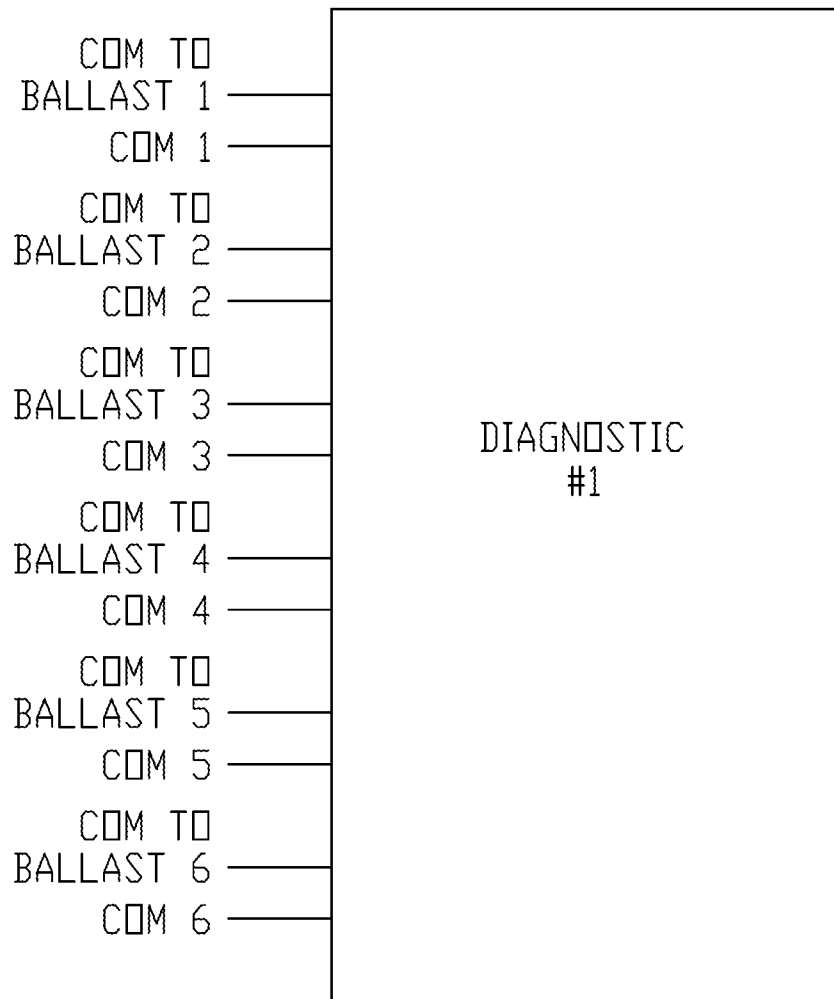 COM TO
BALLAST 1
COM 1
COM TO
BALLAST 2
COM 2
COM TO
BALLAST 3
COM 3
COM TO
BALLAST 4
COM 4
COM TO
BALLAST 5
COM 5
COM TO
BALLAST 6
COM 6
DIAGNOSTIC
#1